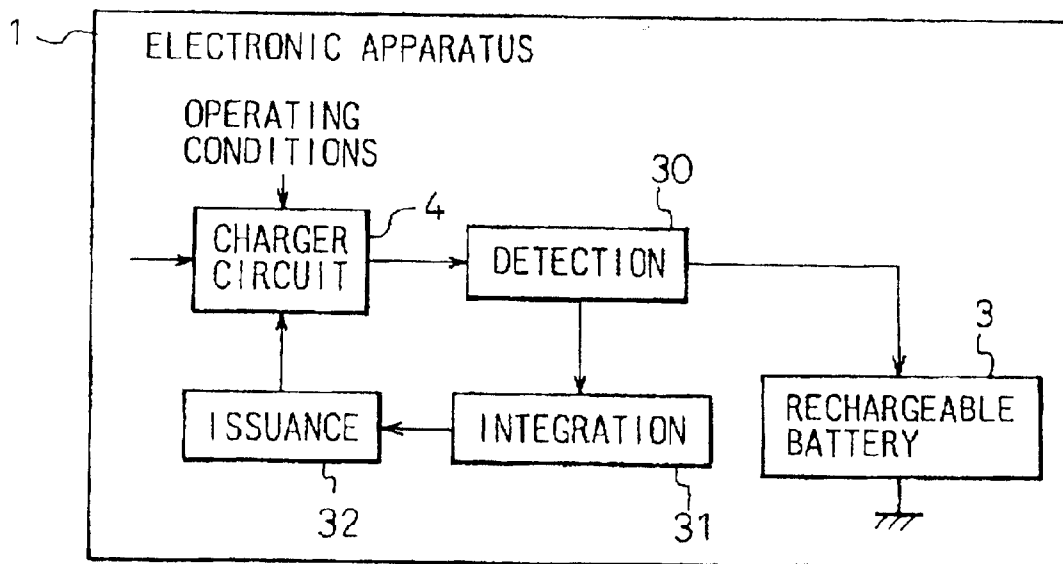 1
ELECTRONIC APPARATUS
OPERATING
CONDITIONS
4
30
CHARGER
CIRCUIT
DETECTION
3
ISSUANCE
INTEGRATION
RECHARGEABLE
BATTERY
32
31